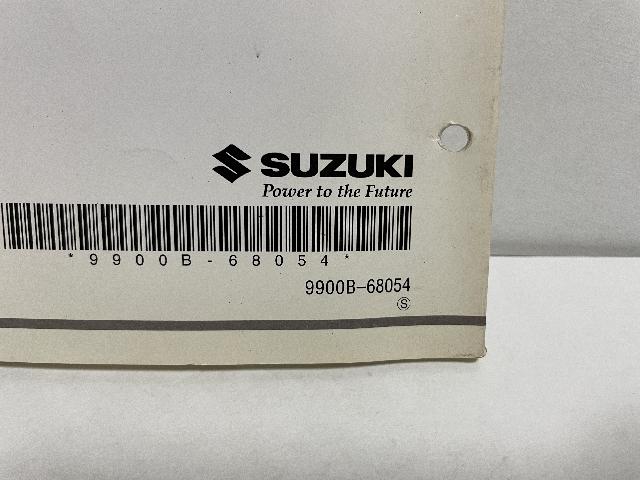 SUZUKI
Power to the Future
*9900B-68054*
9900B-68054
Ⓢ